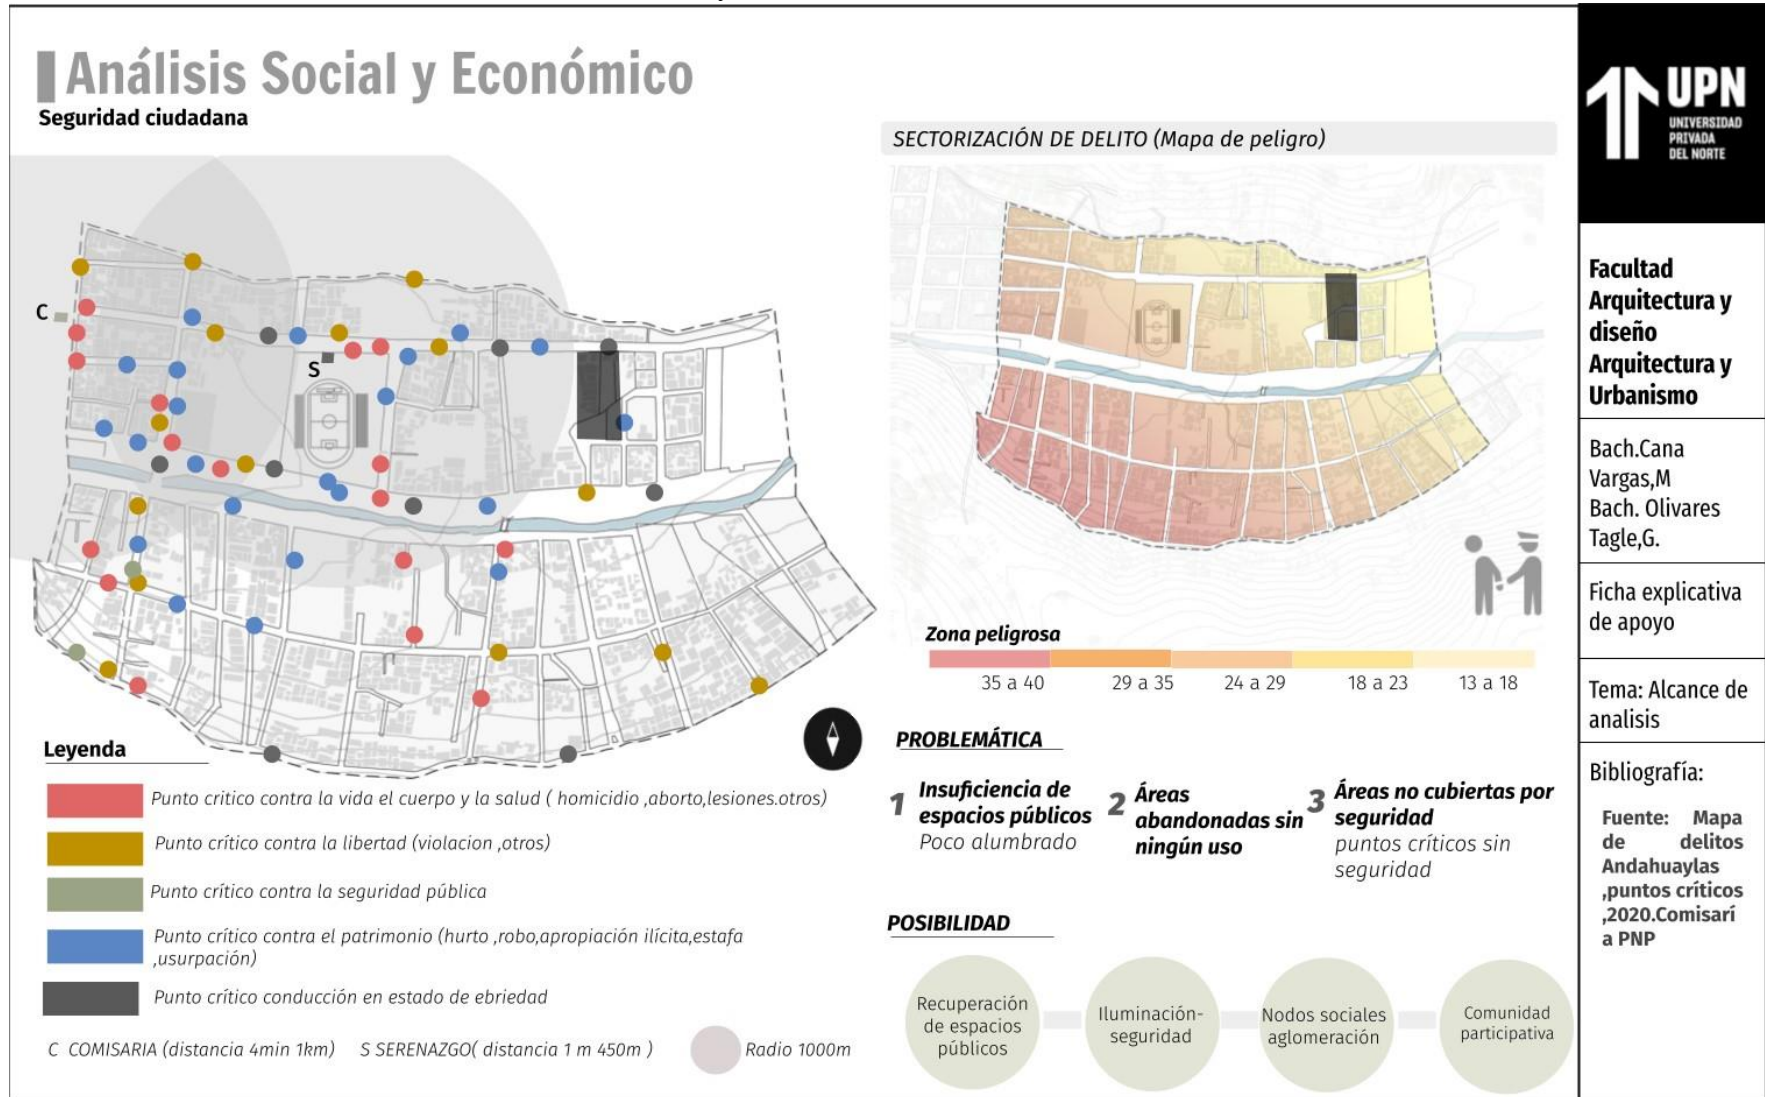 Análisis Social y Económico
Seguridad ciudadana
C
S
Leyenda
Punto critico contra la vida el cuerpo y la salud ( homicidio ,aborto,lesiones.otros)
Punto crítico contra la libertad (violacion ,otros)
Punto crítico contra la seguridad pública
Punto crítico contra el patrimonio (hurto ,robo,apropiación ilícita,estafa
,usurpación)
Punto crítico conducción en estado de ebriedad
C COMISARIA (distancia 4min 1km)
S SERENAZGO( distancia 1 m 450m )
Radio 1000m
SECTORIZACIÓN DE DELITO (Mapa de peligro)
Zona peligrosa
35 a 40
29 a 35
24 a 29
18 a 23
13 a 18
PROBLEMÁTICA
1
Insuficiencia de
espacios públicos
Poco alumbrado
2
Áreas
abandonadas sin
ningún uso
3
Áreas no cubiertas por
seguridad
puntos críticos sin
seguridad
POSIBILIDAD
Recuperación
de espacios
públicos
Iluminación-
seguridad
Nodos sociales
aglomeración
Comunidad
participativa
UPN
UNIVERSIDAD
PRIVADA
DEL NORTE
Facultad
Arquitectura y
diseño
Arquitectura y
Urbanismo
Bach.Cana
Vargas,M
Bach. Olivares
Tagle,G.
Ficha explicativa
de apoyo
Tema: Alcance de
analisis
Bibliografía:
Fuente: Mapa
de delitos
Andahuaylas
,puntos críticos
,2020.Comisarí
a PNP